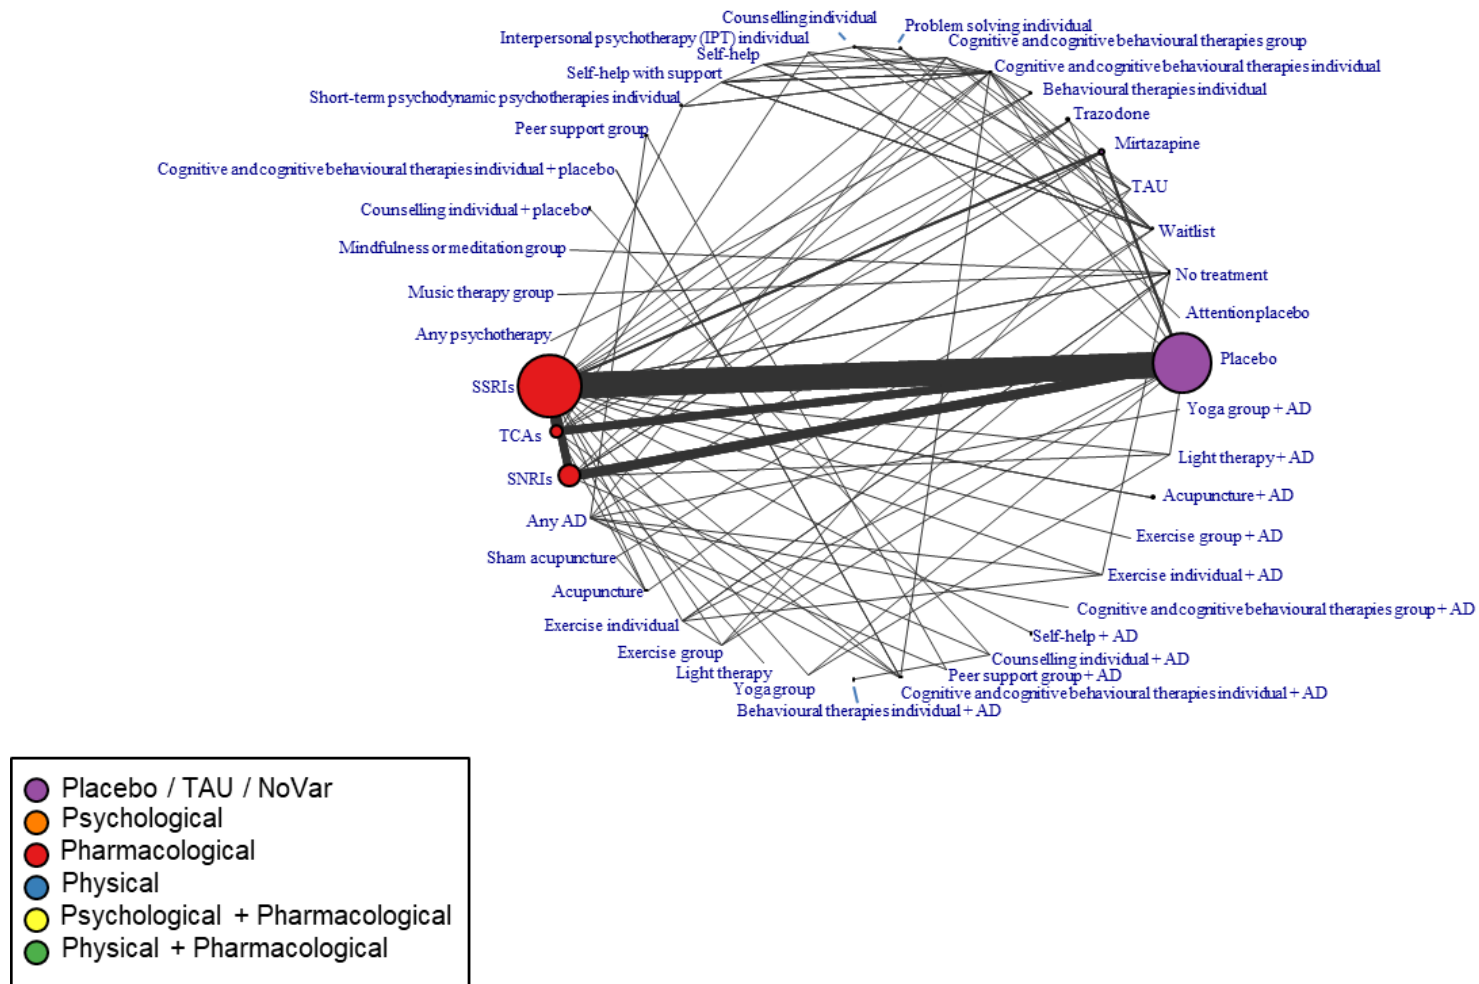 Counselling individual
Problem solving individual
Interpersonal psychotherapy (IPT) individual
Cognitive and cognitive behavioural therapies group
Self-help
Cognitive and cognitive behavioural therapies individual
Self-help with support
Behavioural therapies individual
Short-term psychodynamic psychotherapies individual
Trazodone
Peer support group
Mirtazapine
Cognitive and cognitive behavioural therapies individual + placebo
TAU
Counselling individual + placebo
Waitlist
Mindfulness or meditation group
No treatment
Music therapy group
Attention placebo
Any psychotherapy
Placebo
SSRIs
Yoga group + AD
TCAs
Light therapy + AD
SNRIs
Acupuncture + AD
Any AD
Exercise group + AD
Sham acupuncture
Exercise individual + AD
Acupuncture
Cognitive and cognitive behavioural therapies group + AD
Exercise individual
Self-help + AD
Exercise group
Counselling individual + AD
Light therapy
Peer support group + AD
Yoga group
Cognitive and cognitive behavioural therapies individual + AD
Behavioural therapies individual + AD
Placebo / TAU / NoVar
Psychological
Pharmacological
Physical
Psychological + Pharmacological
Physical + Pharmacological